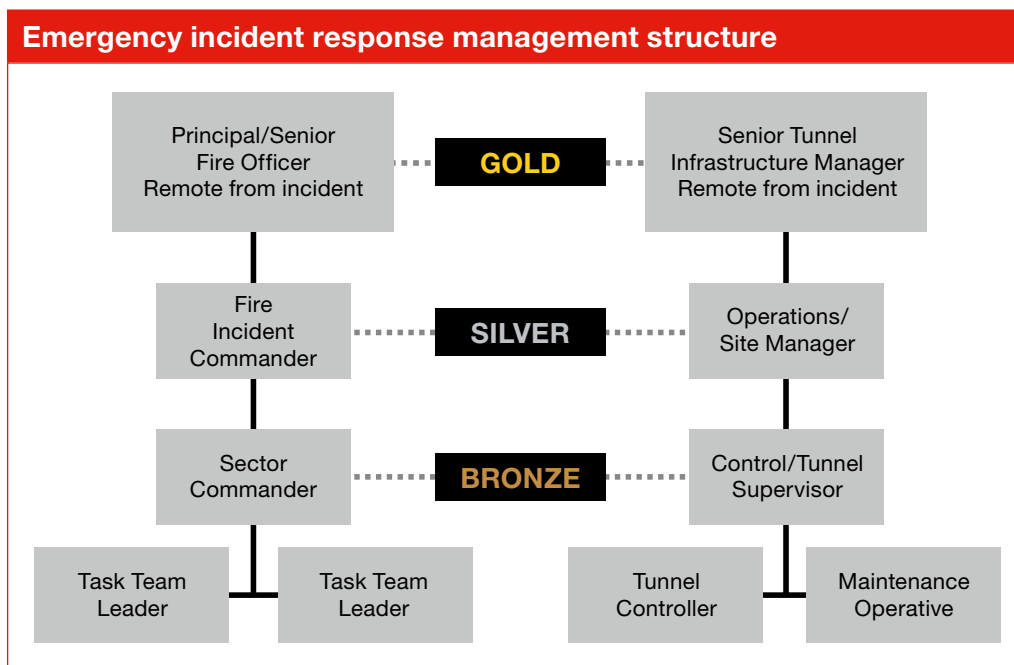 Emergency incident response management structure
Principal/Senior
Fire Officer
Remote from incident
GOLD
Senior Tunnel
Infrastructure Manager
Remote from incident
Fire
Incident
Commander
SILVER
Operations/
Site Manager
Sector
Commander
BRONZE
Control/Tunnel
Supervisor
Task Team
Leader
Task Team
Leader
Tunnel
Controller
Maintenance
Operative